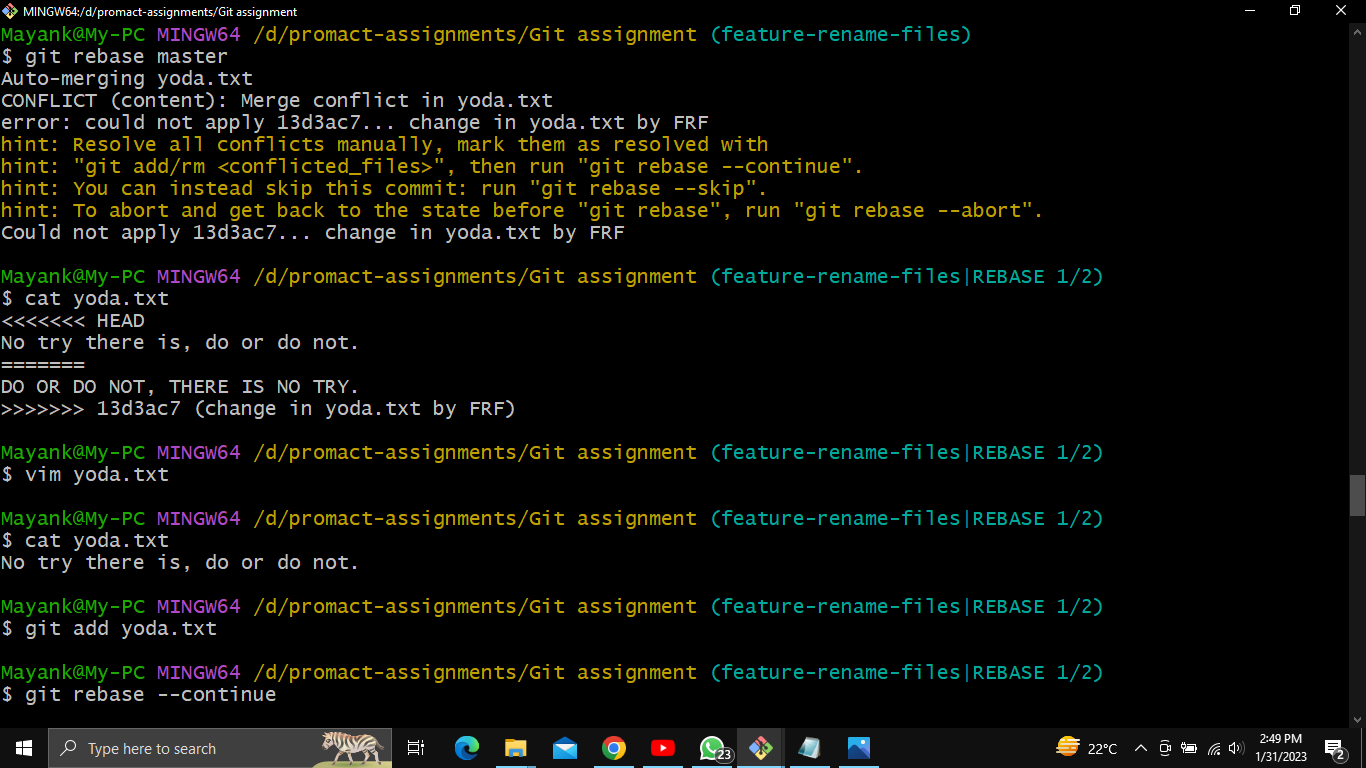 MINGW64:/d/promact-assignments/Git assignment
Mayank@My-PC MINGW64 /d/promact-assignments/Git assignment (feature-rename-files)
$ git rebase master
Auto-merging yoda.txt
CONFLICT (content): Merge conflict in yoda.txt
error: could not apply 13d3ac7... change in yoda.txt by FRF
hint: Resolve all conflicts manually, mark them as resolved with
hint: "git add/rm <conflicted_files>", then run "git rebase --continue".
hint: You can instead skip this commit: run "git rebase --skip".
hint: To abort and get back to the state before "git rebase", run "git rebase --abort".
Could not apply 13d3ac7... change in yoda.txt by FRF
Mayank@My-PC MINGW64 /d/promact-assignments/Git assignment (feature-rename-files|REBASE 1/2)
$ cat yoda.txt
<<<<<<< HEAD
No try there is, do or do not.
=======
DO OR DO NOT, THERE IS NO TRY.
>>>>>>> 13d3ac7 (change in yoda.txt by FRF)
Mayank@My-PC MINGW64 /d/promact-assignments/Git assignment (feature-rename-files|REBASE 1/2)
$ vim yoda.txt
Mayank@My-PC MINGW64 /d/promact-assignments/Git assignment (feature-rename-files|REBASE 1/2)
$ cat yoda.txt
No try there is, do or do not.
Mayank@My-PC MINGW64 /d/promact-assignments/Git assignment (feature-rename-files|REBASE 1/2)
$ git add yoda.txt
Mayank@My-PC MINGW64 /d/promact-assignments/Git assignment (feature-rename-files|REBASE 1/2)
$ git rebase --continue
Type here to search
23
22°C
2:49 PM
1/31/2023
2